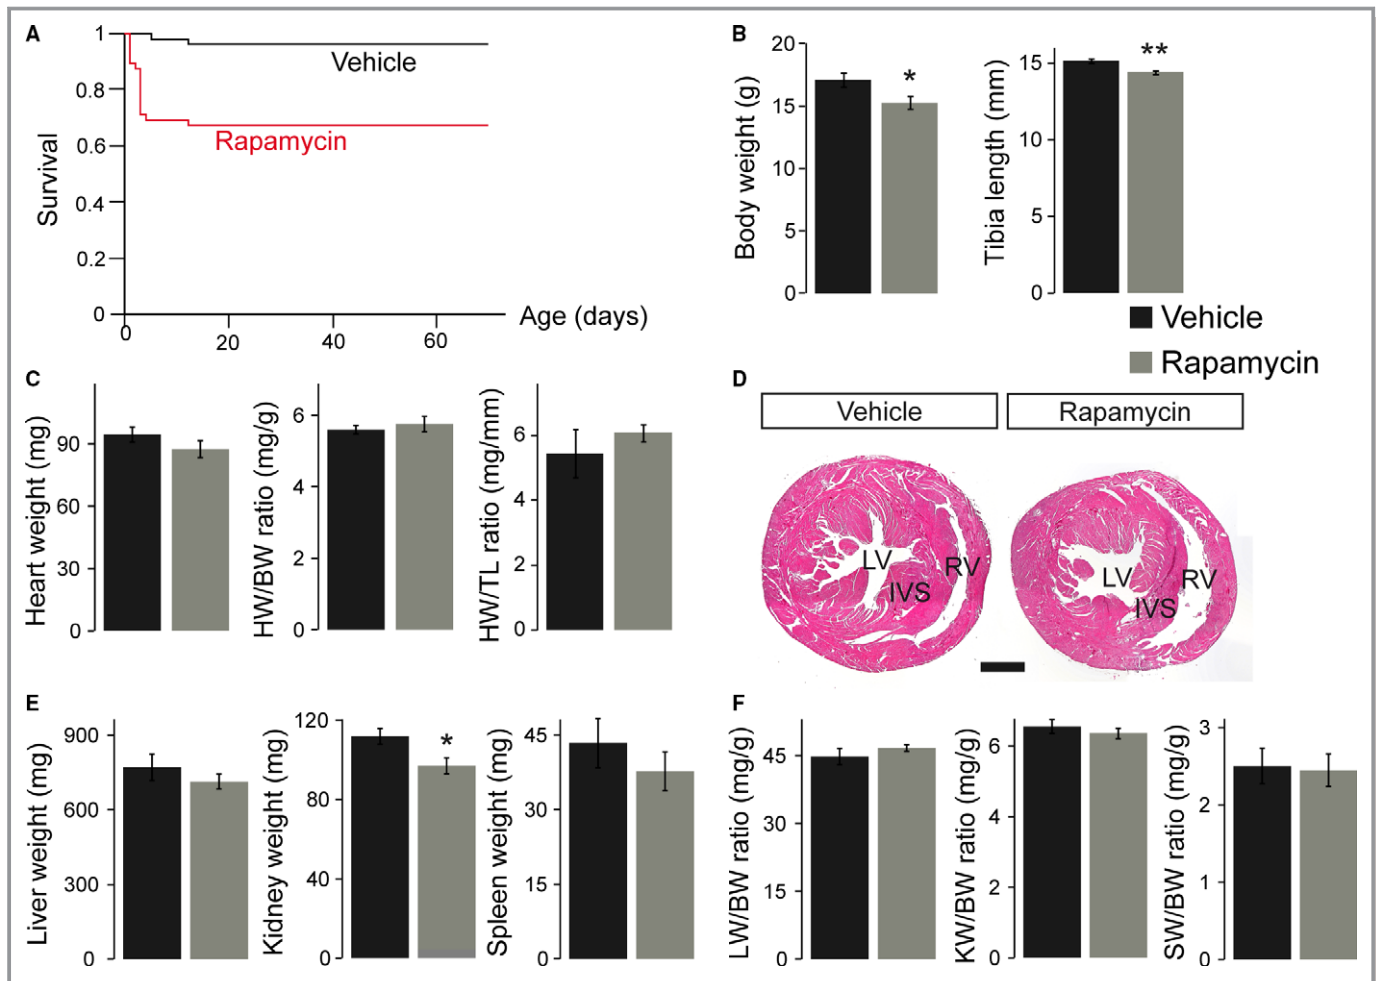 A
Survival
1
0.8
0.6
0.4
0.2
0
0
20
40
60
Age (days)
Vehicle
Rapamycin
B
Body weight (g)
20
15
10
5
0
*
Tibia length (mm)
15
10
5
0
**
Vehicle
Rapamycin
C
Heart weight (mg)
90
60
30
0
HW/BW ratio (mg/g)
6
4
2
0
HW/TL ratio (mg/mm)
6
4
2
0
D
Vehicle
Rapamycin
LV
IVS
RV
LV
IVS
RV
E
Liver weight (mg)
900
600
300
0
Kidney weight (mg)
120
80
40
0
*
Spleen weight (mg)
45
30
15
0
F
LW/BW ratio (mg/g)
45
30
15
0
KW/BW ratio (mg/g)
6
4
2
0
SW/BW ratio (mg/g)
3
2
1
0